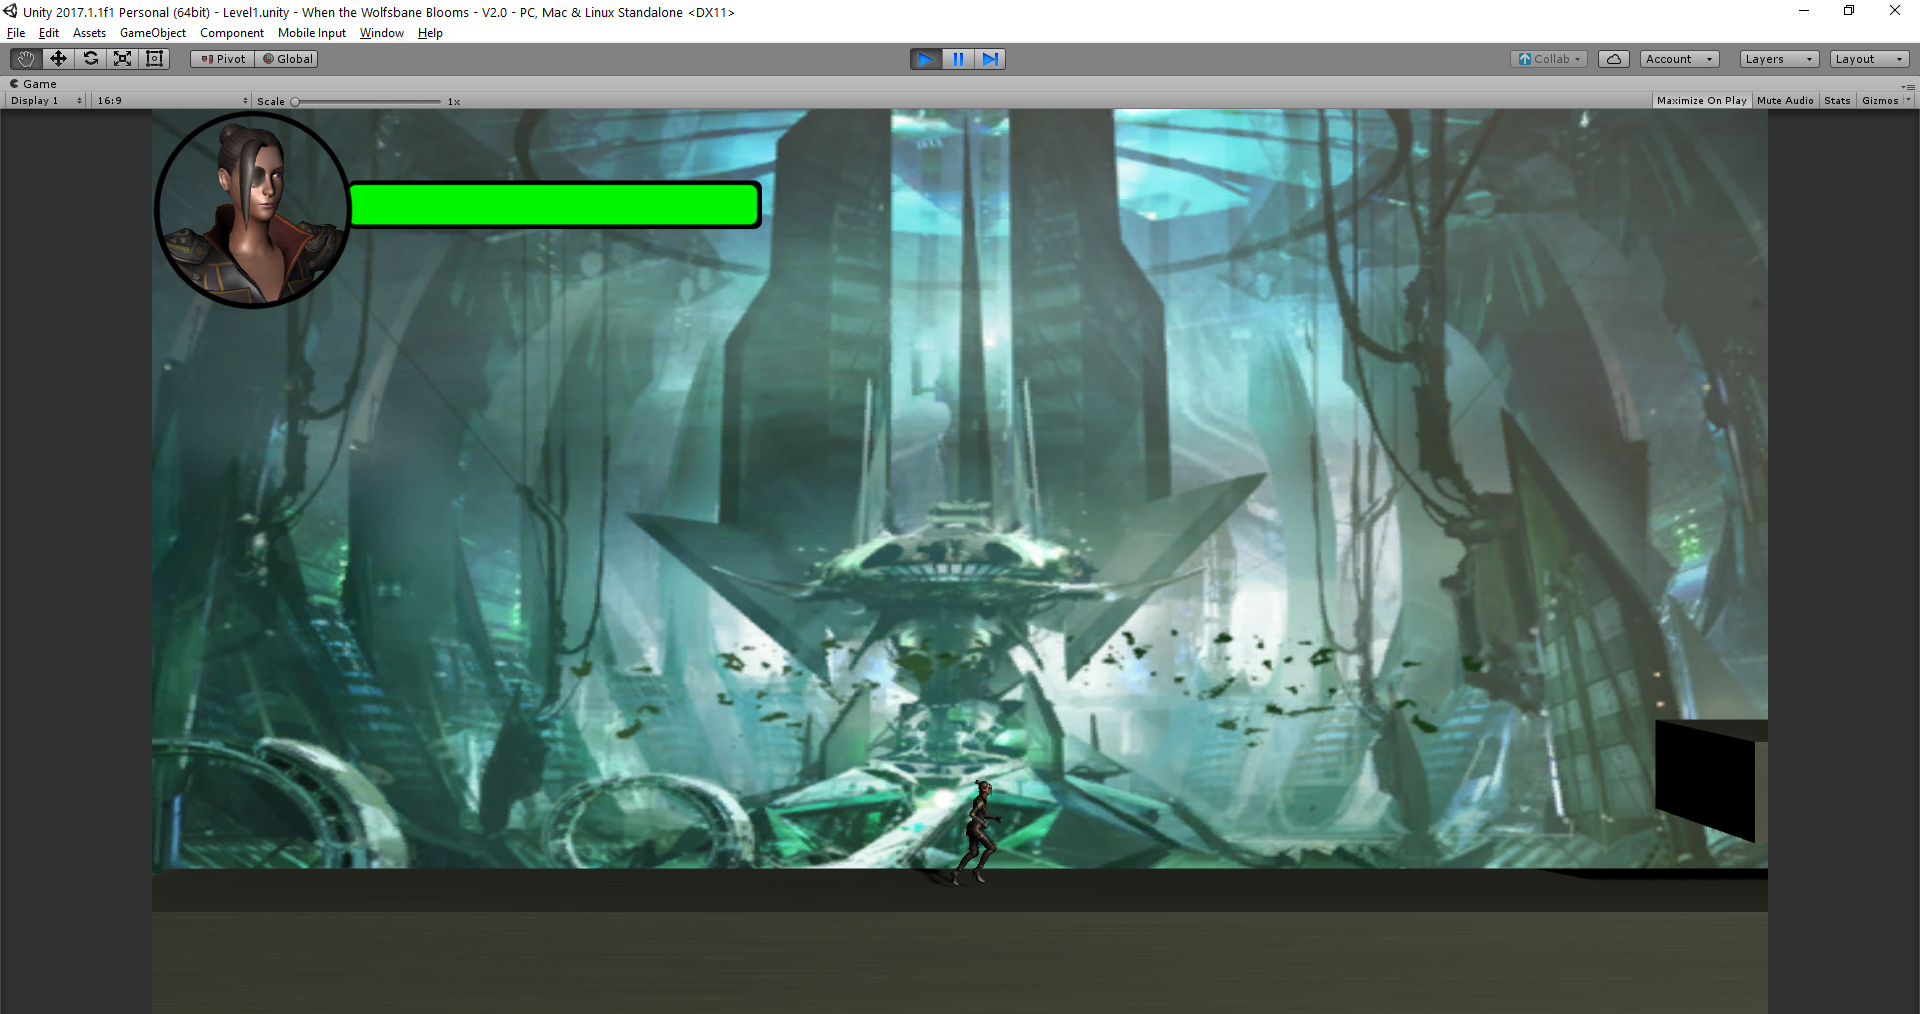 Unity 2017.1.1f1 Personal (64bit) - Level1.unity - When the Wolfsbane Blooms - V2.0 - PC, Mac & Linux Standalone <DX11>
File Edit Assets GameObject Component Mobile Input Window Help
Pivot Global Collab Account Layers Layout
Game
Display 1 16:9 Scale 1x Maximize On Play Mute Audio Stats Gizmos